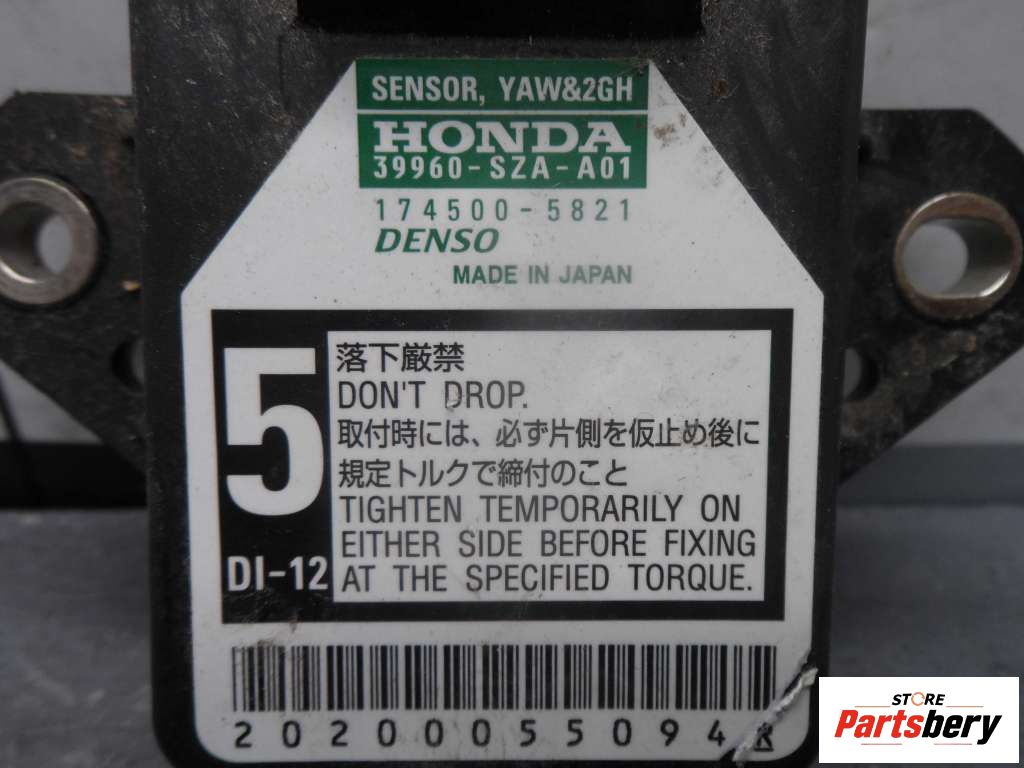 SENSOR, YAW&2GH
HONDA
39960-SZA-A01
174500-5821
DENSO
MADE IN JAPAN
5
DI-12
落下厳禁
DON'T DROP.
取付時には、必ず片側を仮止め後に
規定トルクで締付のこと
TIGHTEN TEMPORARILY ON
EITHER SIDE BEFORE FIXING
AT THE SPECIFIED TORQUE.
202000055094R
STORE
Partsbery